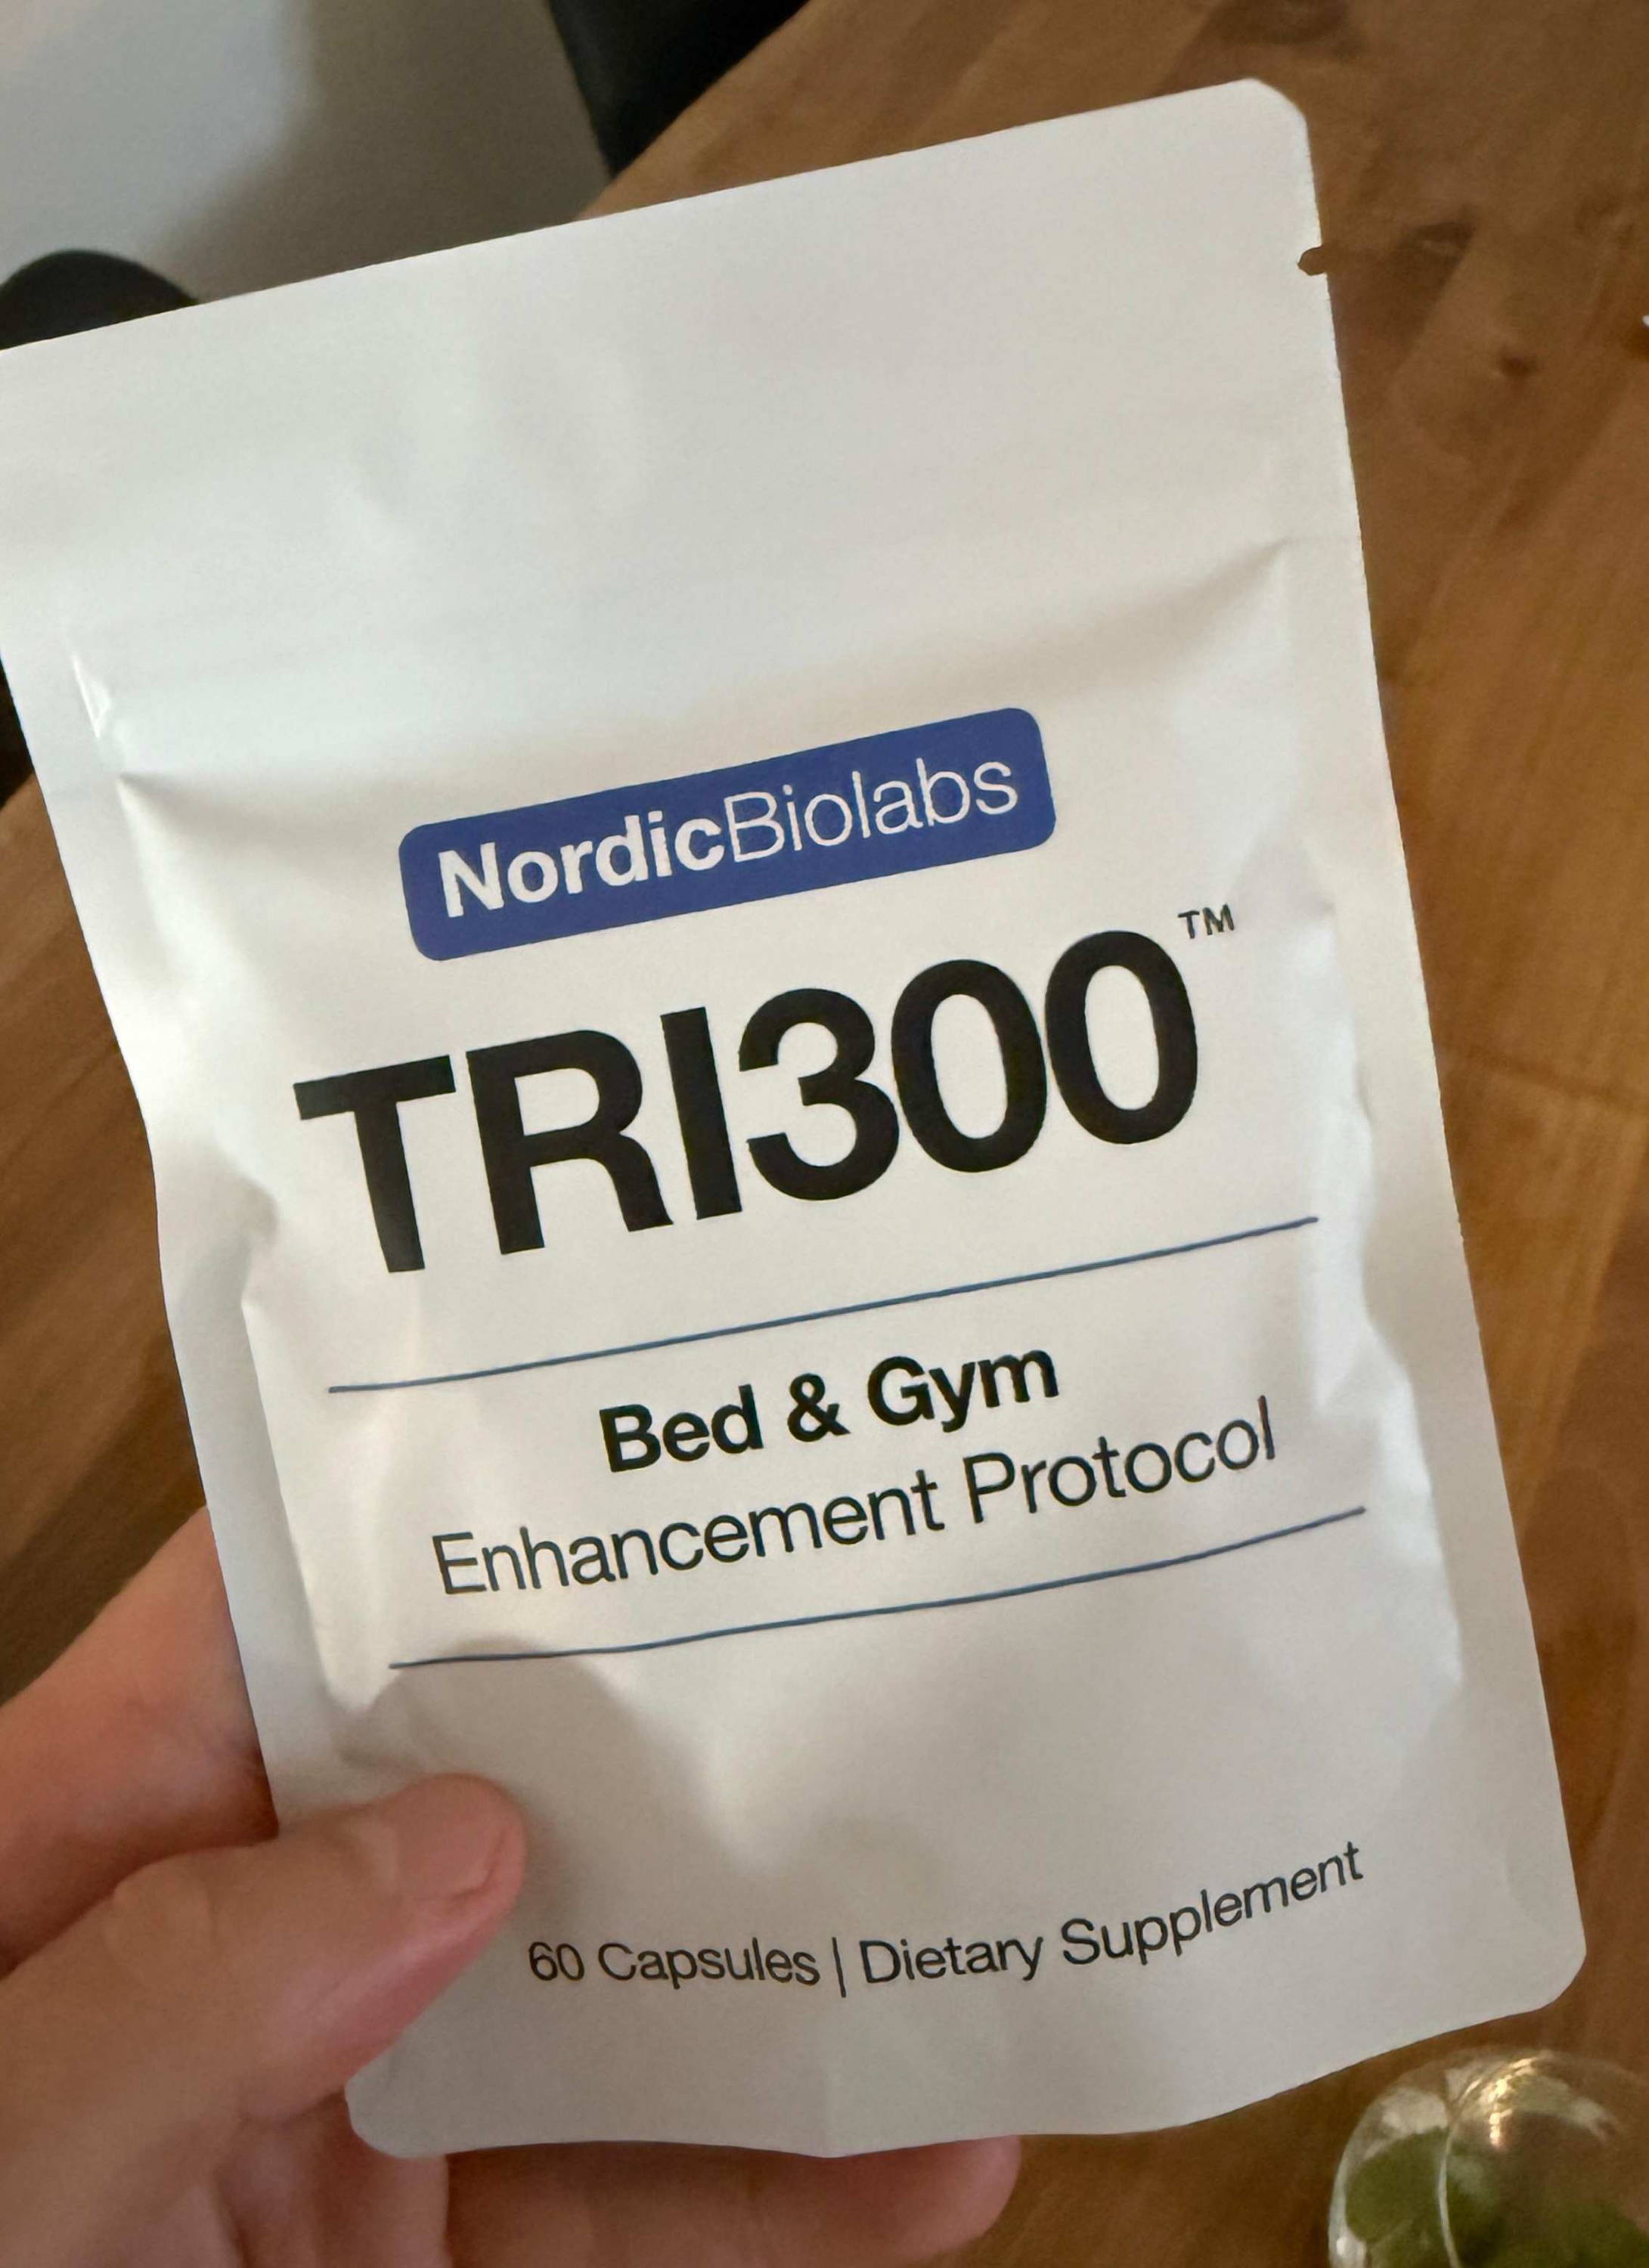 NordicBiolabs
TRI300™
Bed & Gym
Enhancement Protocol
60 Capsules | Dietary Supplement